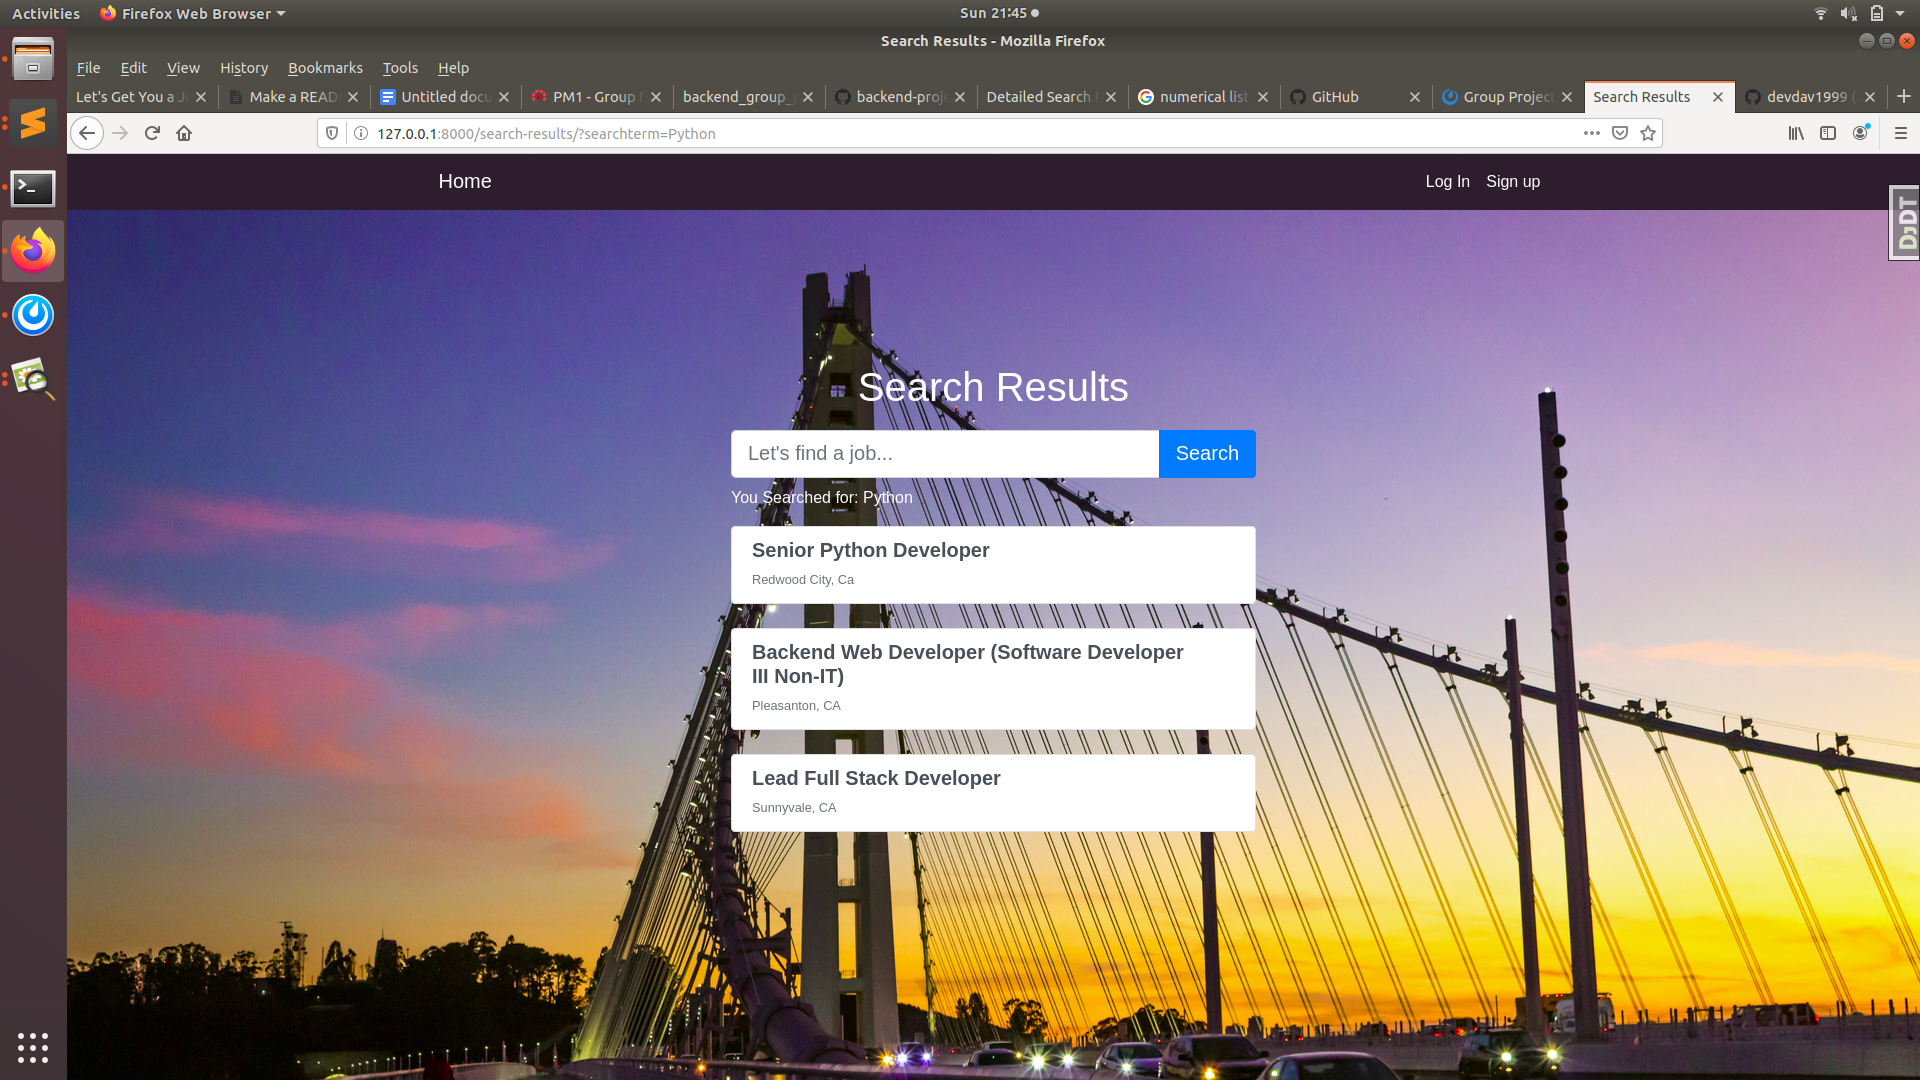 Activities Firefox Web Browser Sun 21:45
Search Results - Mozilla Firefox
File Edit View History Bookmarks Tools Help
Let's Get You a Make a READ Untitled docu PM1 - Group backend_group_ backend-proje Detailed Search numerical list GitHub Group Project Search Results devdav1999
127.0.0.1:8000/search-results/?searchterm=Python
Home Log In Sign up
DJDT
Search Results
Let's find a job... Search
You Searched for: Python
Senior Python Developer
Redwood City, Ca
Backend Web Developer (Software Developer
III Non-IT)
Pleasanton, CA
Lead Full Stack Developer
Sunnyvale, CA